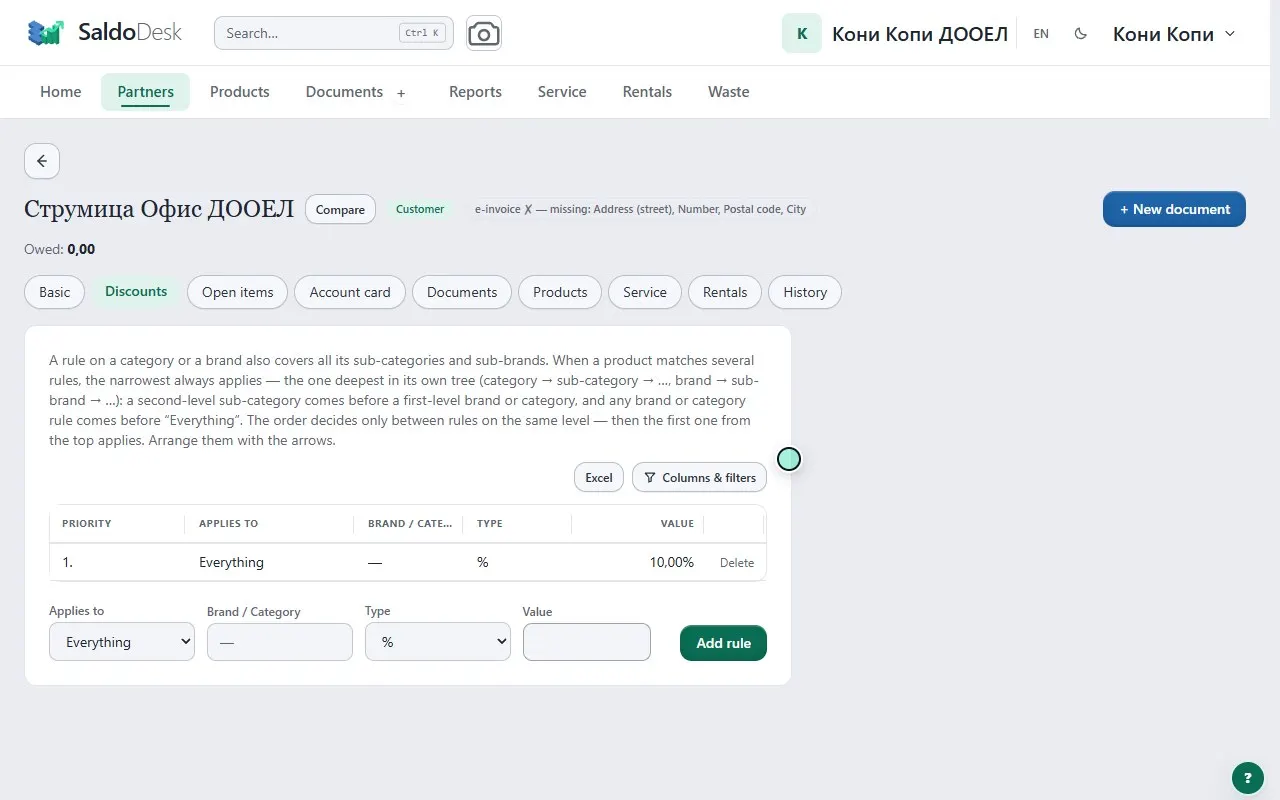 SaldoDesk
Search...
Ctrl K
K
Кони Копи ДООЕЛ
EN
Кони Копи
Home
Partners
Products
Documents +
Reports
Service
Rentals
Waste
Струмица Офис ДООЕЛ
Compare
Customer
e-invoice ✗ — missing: Address (street), Number, Postal code, City
+ New document
Owed: 0,00
Basic
Discounts
Open items
Account card
Documents
Products
Service
Rentals
History
A rule on a category or a brand also covers all its sub-categories and sub-brands. When a product matches several
rules, the narrowest always applies — the one deepest in its own tree (category → sub-category → ..., brand → sub-
brand → ...): a second-level sub-category comes before a first-level brand or category, and any brand or category
rule comes before “Everything”. The order decides only between rules on the same level — then the first one from
the top applies. Arrange them with the arrows.
Excel
Columns & filters
PRIORITY
APPLIES TO
BRAND / CATE...
TYPE
VALUE
1.
Everything
—
%
10,00%
Delete
Applies to
Brand / Category
Type
Value
Everything
—
%
Add rule
?